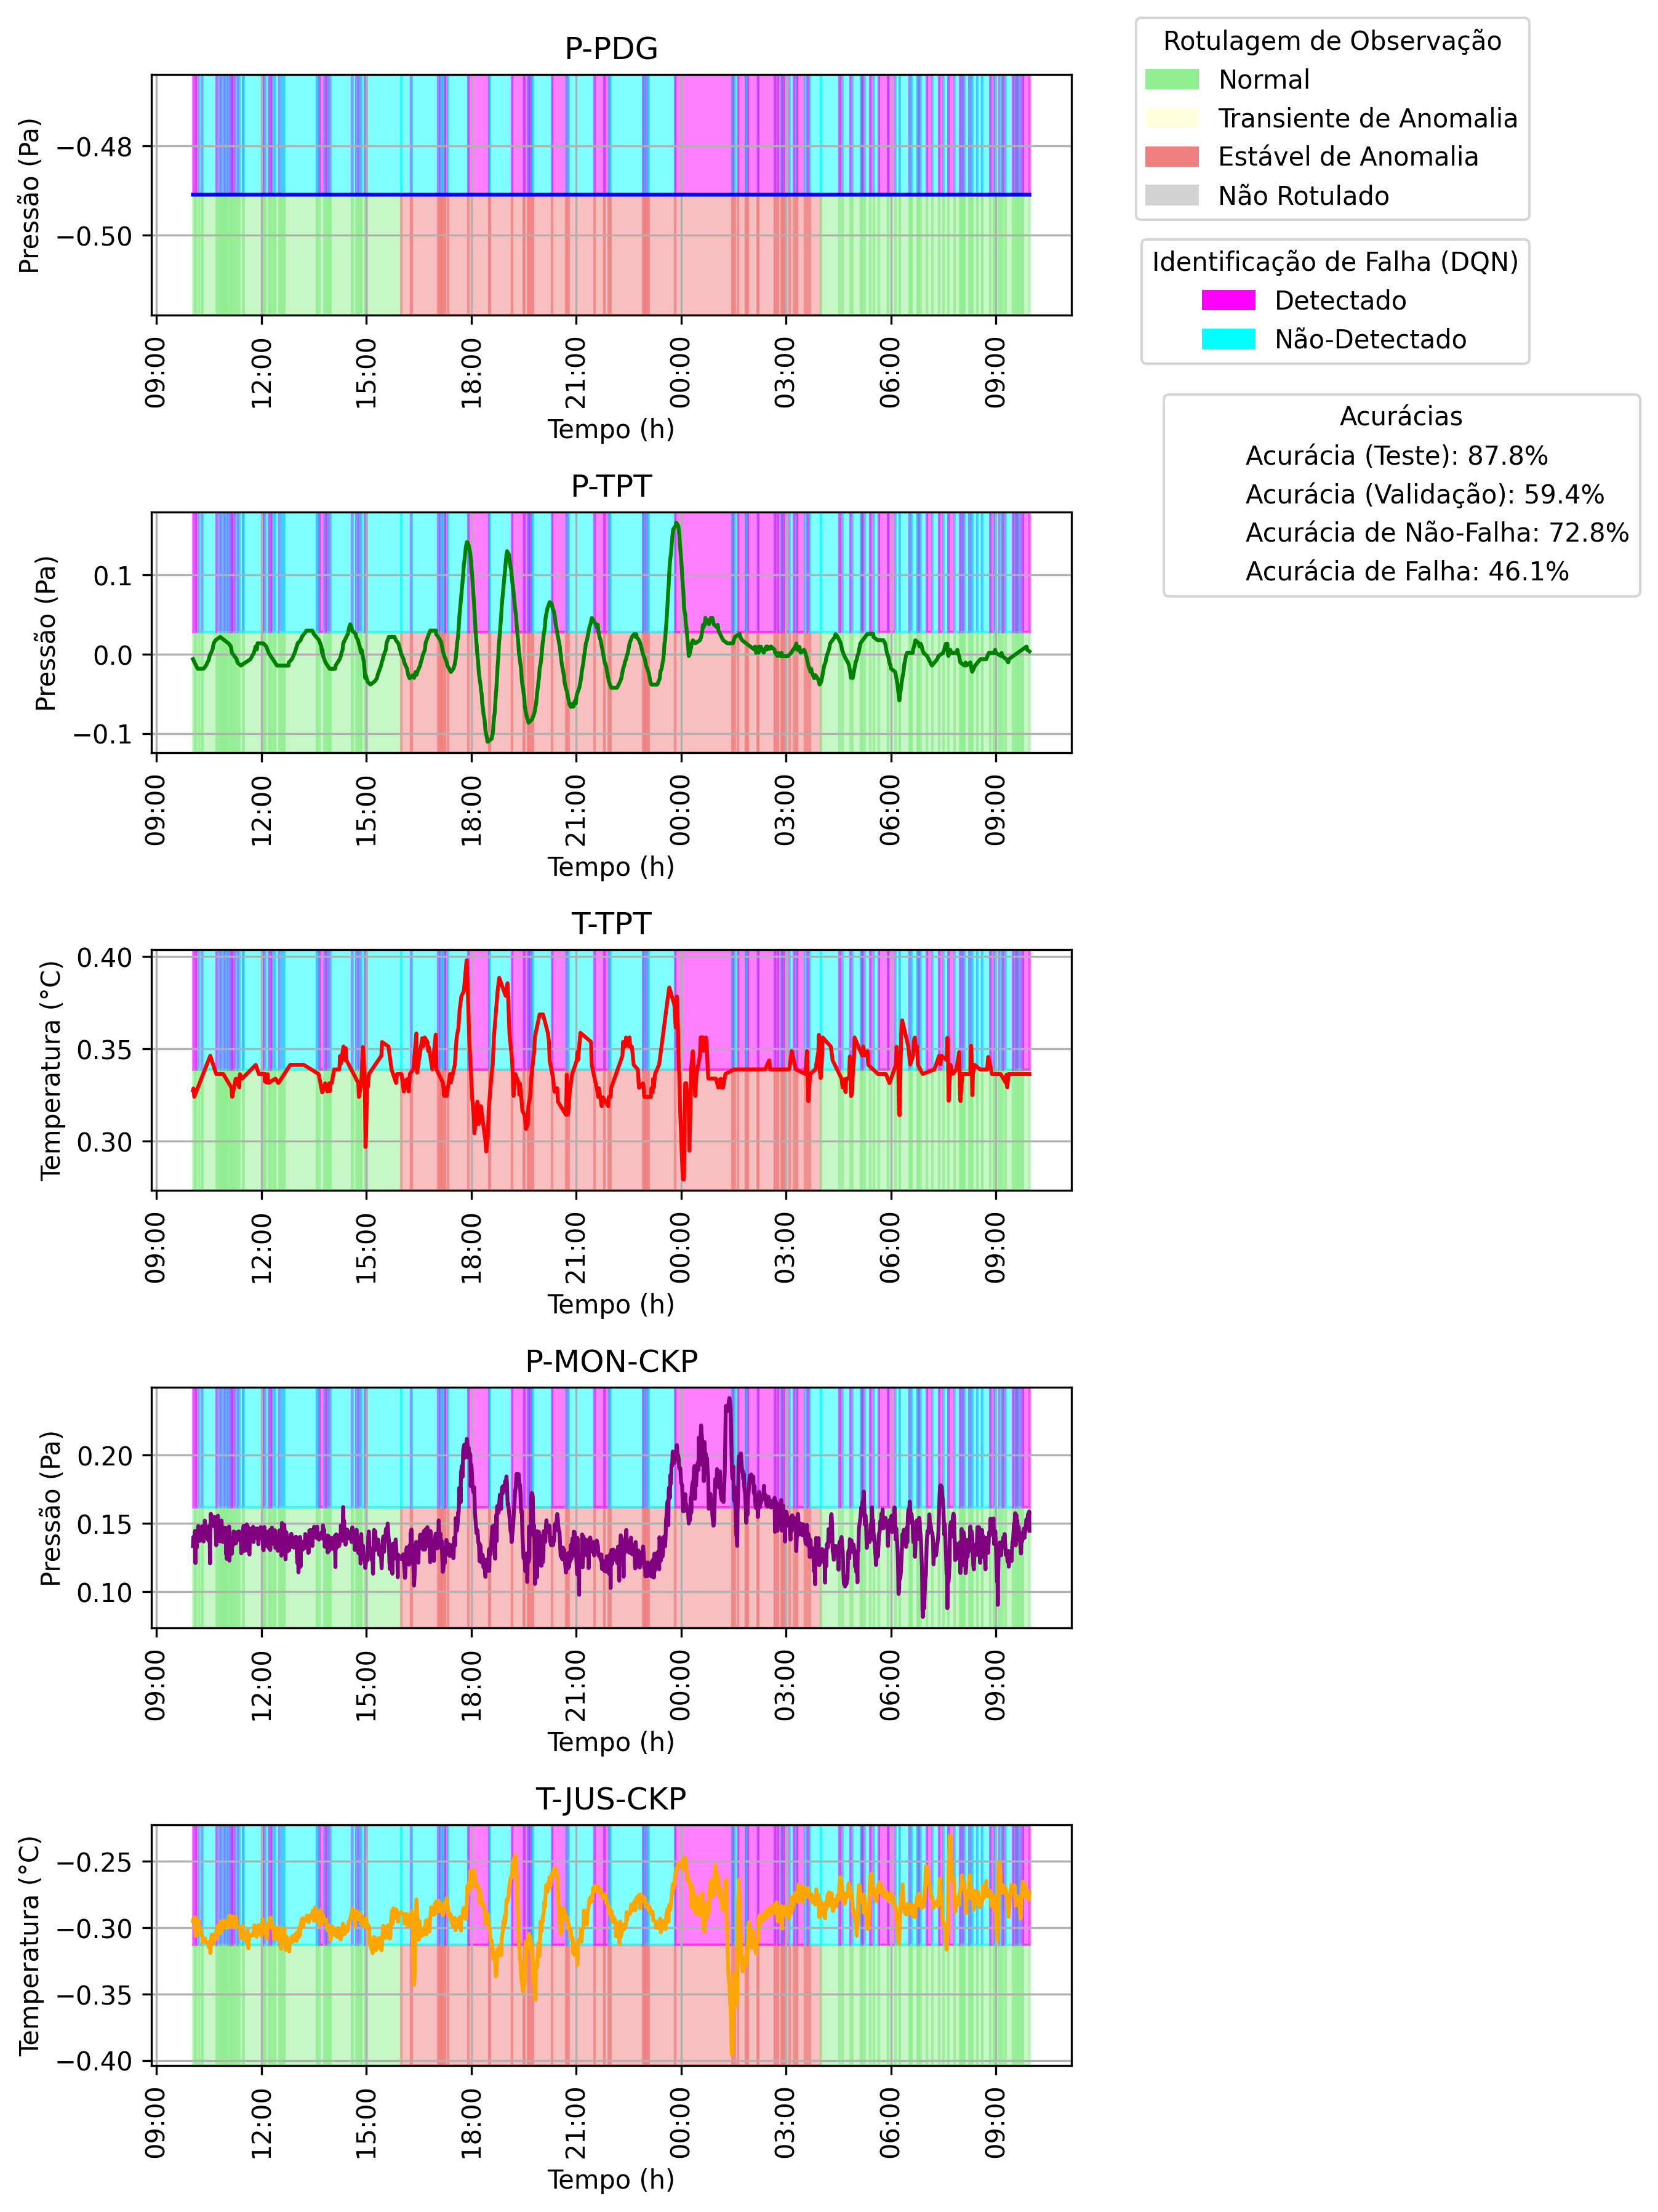 P-PDG
Pressão (Pa)
−0.48
−0.50
09:00
12:00
15:00
18:00
21:00
00:00
03:00
06:00
09:00
Tempo (h)
Rotulagem de Observação
Normal
Transiente de Anomalia
Estável de Anomalia
Não Rotulado
Identificação de Falha (DQN)
Detectado
Não-Detectado
Acurácias
Acurácia (Teste): 87.8%
Acurácia (Validação): 59.4%
Acurácia de Não-Falha: 72.8%
Acurácia de Falha: 46.1%
P-TPT
Pressão (Pa)
0.1
0.0
−0.1
09:00
12:00
15:00
18:00
21:00
00:00
03:00
06:00
09:00
Tempo (h)
T-TPT
Temperatura (°C)
0.40
0.35
0.30
09:00
12:00
15:00
18:00
21:00
00:00
03:00
06:00
09:00
Tempo (h)
P-MON-CKP
Pressão (Pa)
0.20
0.15
0.10
09:00
12:00
15:00
18:00
21:00
00:00
03:00
06:00
09:00
Tempo (h)
T-JUS-CKP
Temperatura (°C)
−0.25
−0.30
−0.35
−0.40
09:00
12:00
15:00
18:00
21:00
00:00
03:00
06:00
09:00
Tempo (h)